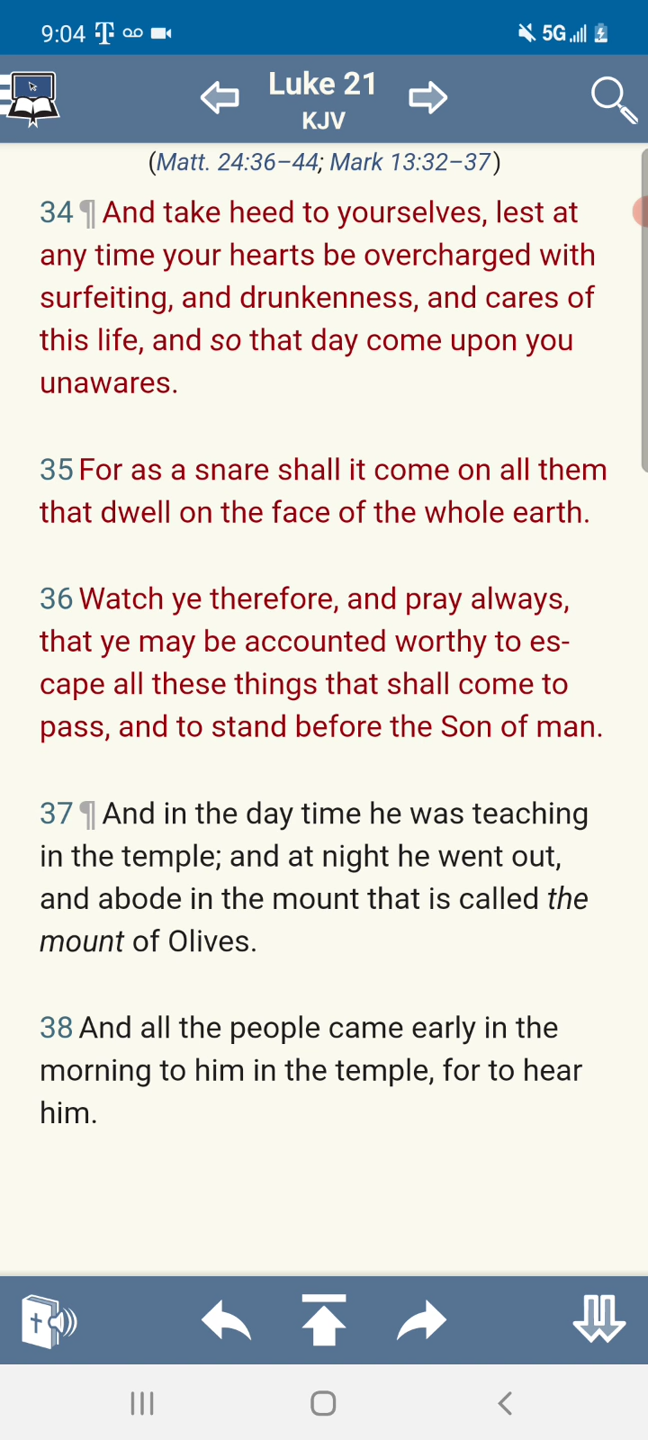 9:04
5G
Luke 21
KJV
(Matt. 24:36–44; Mark 13:32–37)
34 ¶ And take heed to yourselves, lest at
any time your hearts be overcharged with
surfeiting, and drunkenness, and cares of
this life, and so that day come upon you
unawares.
35 For as a snare shall it come on all them
that dwell on the face of the whole earth.
36 Watch ye therefore, and pray always,
that ye may be accounted worthy to es-
cape all these things that shall come to
pass, and to stand before the Son of man.
37 ¶ And in the day time he was teaching
in the temple; and at night he went out,
and abode in the mount that is called the
mount of Olives.
38 And all the people came early in the
morning to him in the temple, for to hear
him.